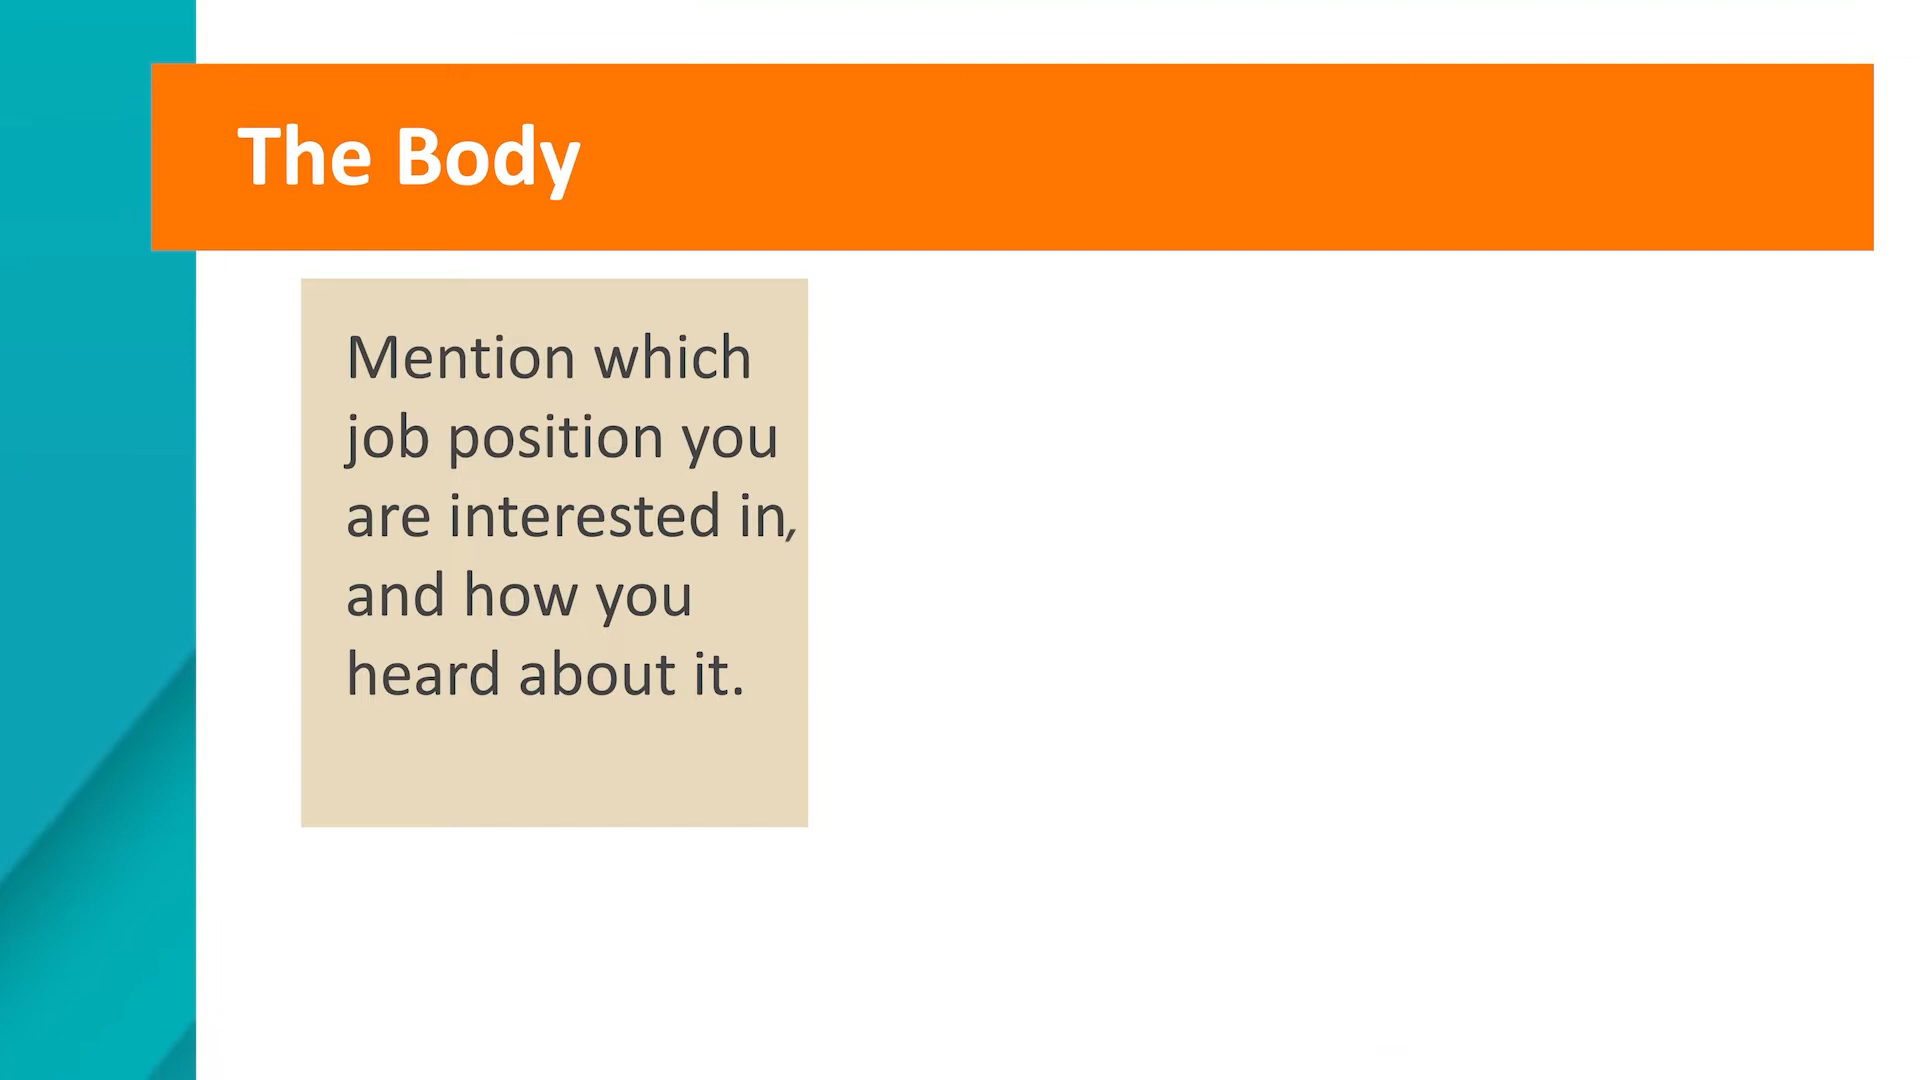 The Body
Mention which
job position you
are interested in,
and how you
heard about it.